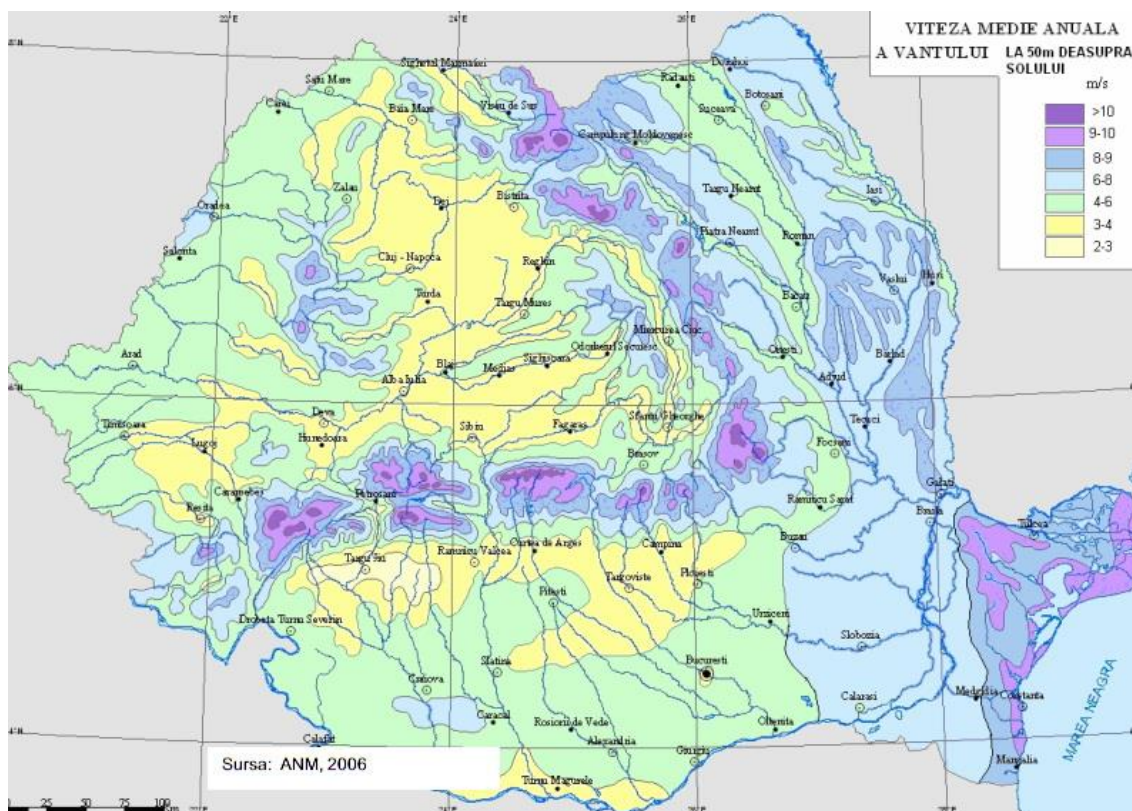 VITEZA MEDIE ANUALA
A VANTULUI LA 50m DEASUPRA
SOLULUI
m/s
>10
9-10
8-9
6-8
4-6
3-4
2-3
22°E
24°E
Sighetul Marmatiei
Satu Mare
Dorohoi
Radauti
Botosani
Carei
Baia Mare
Viseu de Sus
Suceava
Campulung Moldovenesc
Zalau
Dej
Bistrita
Targu Neamt
Iasi
Oradea
Piatra Neamt
Roman
Salonta
Cluj - Napoca
Reghin
Vaslui
Husi
Turda
Targu Mures
Bacau
Miercurea Ciuc
Odorheiul Secuiesc
Onesti
Barlad
Arad
Blaj
Medias
Sighisoara
Adjud
Alba Iulia
Tecuci
Timisoara
Deva
Hunedoara
Sibiu
Fagaras
Sfantu Gheorghe
Lugoj
Brasov
Focsani
Caransebes
Petrosani
Galati
Resita
Ramnicu Sarat
Braila
Tulcea
Targu Jiu
Ramnicu Valcea
Curtea de Arges
Campina
Buzau
Targoviste
Ploiesti
Pitesti
Drobeta Turnu Severin
Urziceni
Slobozia
Slatina
Bucuresti
Craiova
Calarasi
Medgidia
Constanta
Caracal
Rosiorii de Vede
Oltenita
Calafat
Alexandria
Giurgiu
Mangalia
MAREA NEAGRA
Turnu Magurele
Sursa: ANM, 2006
0 25 50 75 100